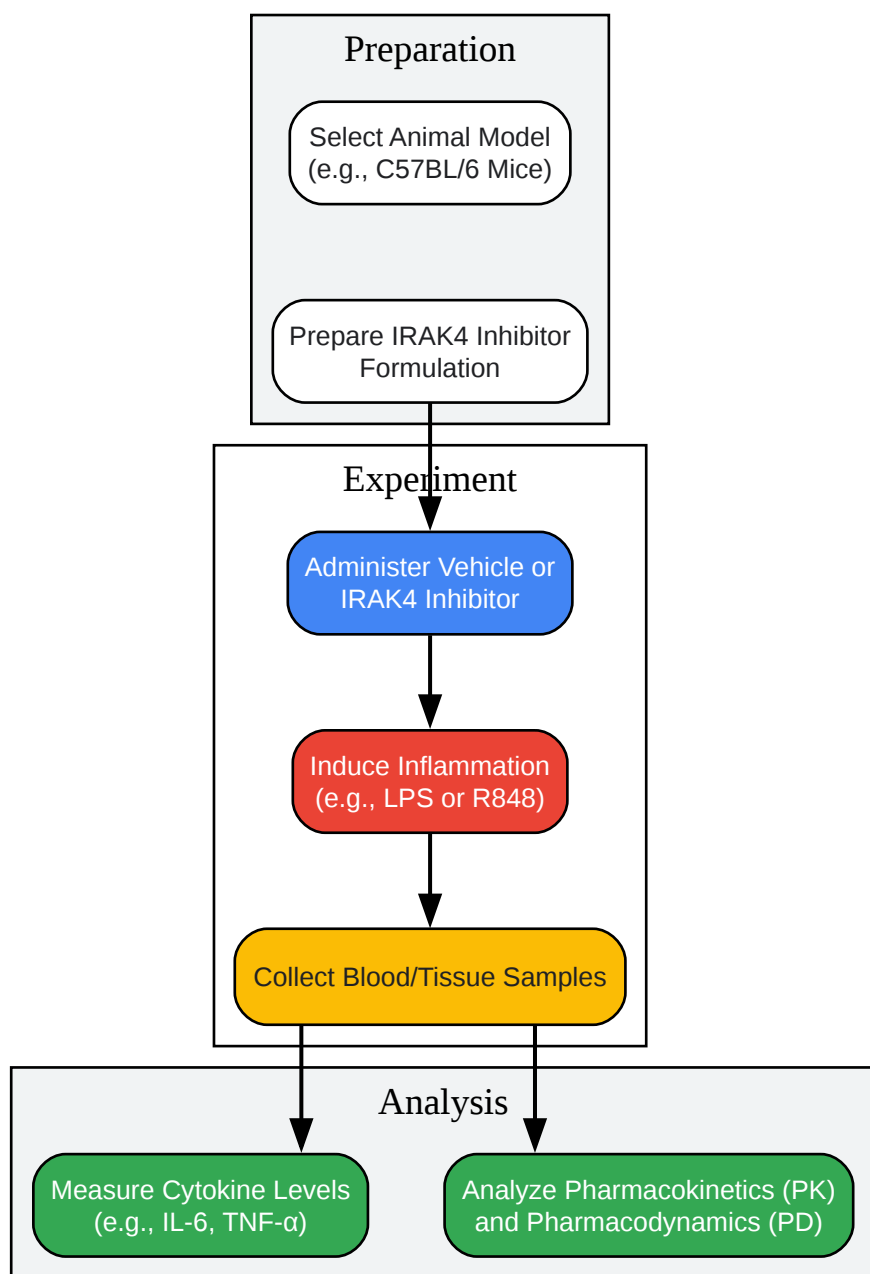 Preparation
Select Animal Model
(e.g., C57BL/6 Mice)
Prepare IRAK4 Inhibitor
Formulation
Experiment
Administer Vehicle or
IRAK4 Inhibitor
Induce Inflammation
(e.g., LPS or R848)
Collect Blood/Tissue Samples
Analysis
Measure Cytokine Levels
(e.g., IL-6, TNF-α)
Analyze Pharmacokinetics (PK)
and Pharmacodynamics (PD)